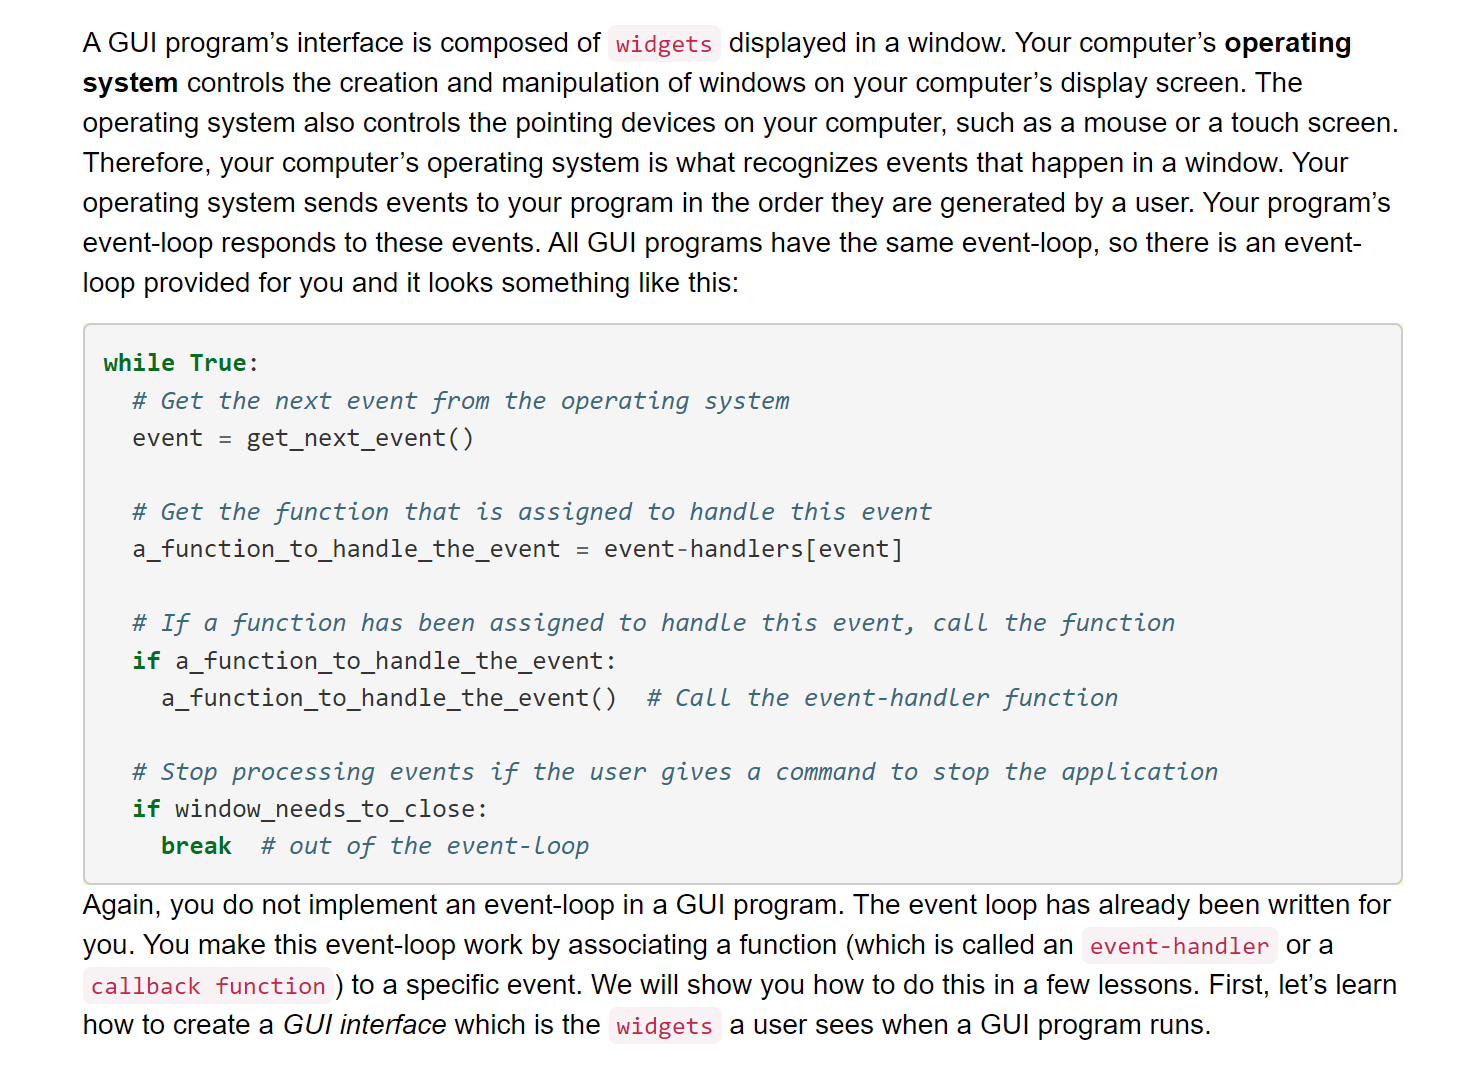 A GUI program’s interface is composed of widgets displayed in a window. Your computer’s operating
system controls the creation and manipulation of windows on your computer’s display screen. The
operating system also controls the pointing devices on your computer, such as a mouse or a touch screen.
Therefore, your computer’s operating system is what recognizes events that happen in a window. Your
operating system sends events to your program in the order they are generated by a user. Your program’s
event-loop responds to these events. All GUI programs have the same event-loop, so there is an event-
loop provided for you and it looks something like this:
while True:
  # Get the next event from the operating system
  event = get_next_event()

  # Get the function that is assigned to handle this event
  a_function_to_handle_the_event = event-handlers[event]

  # If a function has been assigned to handle this event, call the function
  if a_function_to_handle_the_event:
    a_function_to_handle_the_event()  # Call the event-handler function

  # Stop processing events if the user gives a command to stop the application
  if window_needs_to_close:
    break  # out of the event-loop
Again, you do not implement an event-loop in a GUI program. The event loop has already been written for
you. You make this event-loop work by associating a function (which is called an event-handler or a
callback function) to a specific event. We will show you how to do this in a few lessons. First, let’s learn
how to create a GUI interface which is the widgets a user sees when a GUI program runs.